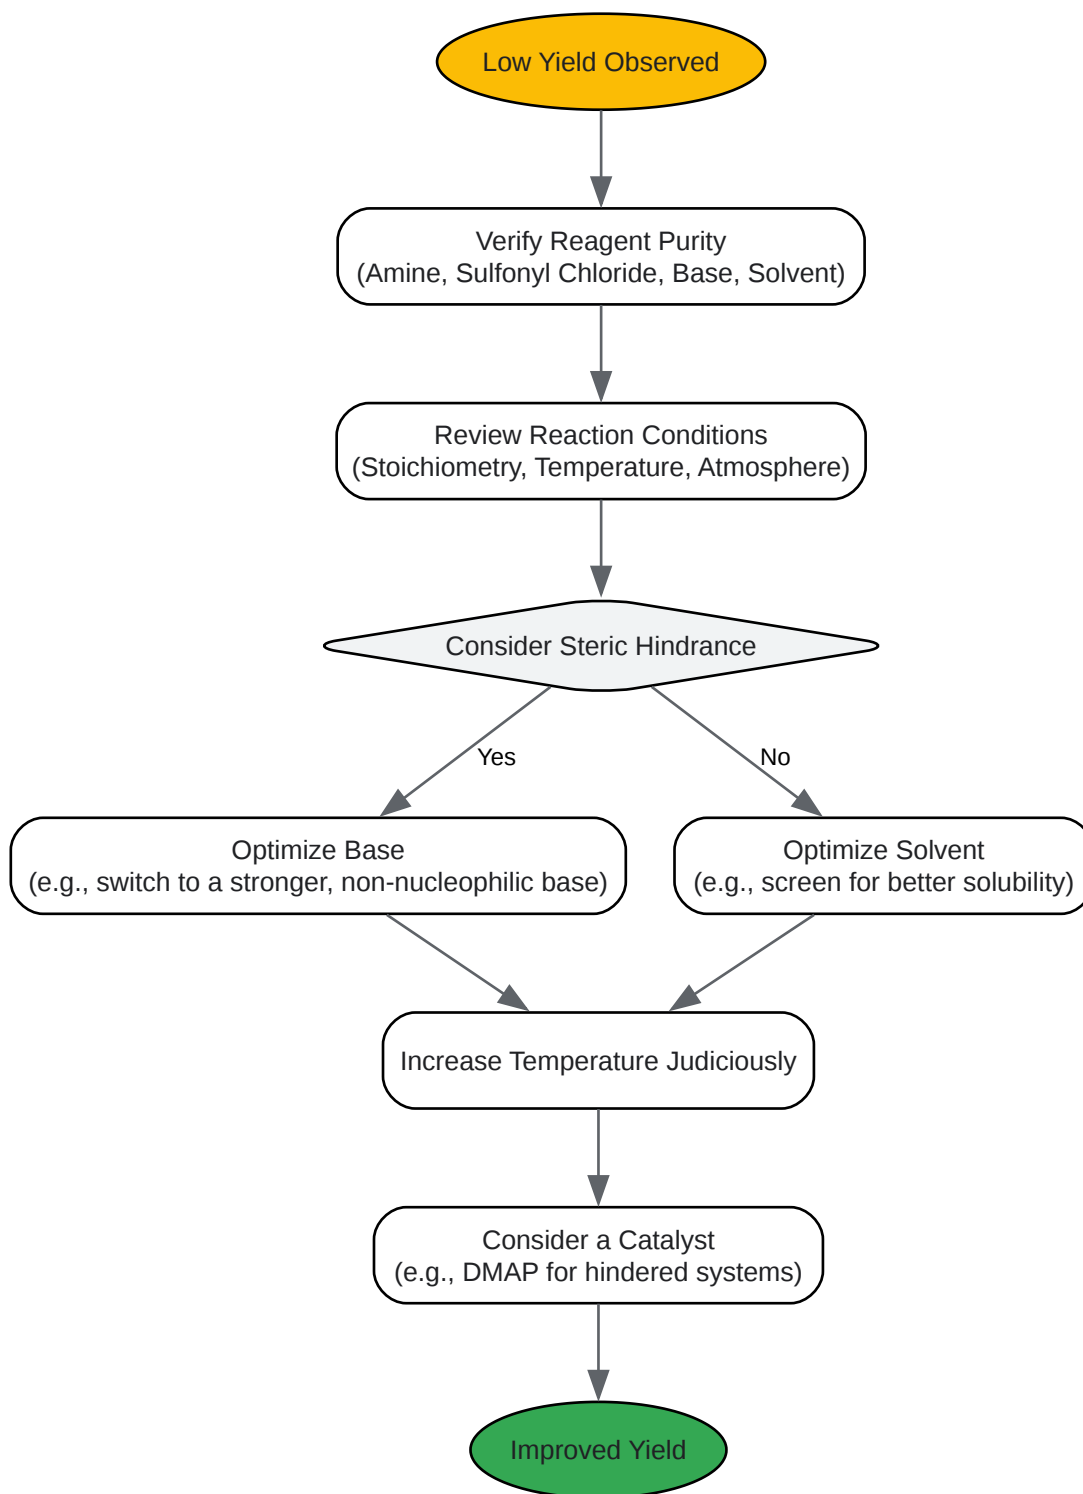 Low Yield Observed
Verify Reagent Purity
(Amine, Sulfonyl Chloride, Base, Solvent)
Review Reaction Conditions
(Stoichiometry, Temperature, Atmosphere)
Consider Steric Hindrance
Yes
No
Optimize Base
(e.g., switch to a stronger, non-nucleophilic base)
Optimize Solvent
(e.g., screen for better solubility)
Increase Temperature Judiciously
Consider a Catalyst
(e.g., DMAP for hindered systems)
Improved Yield